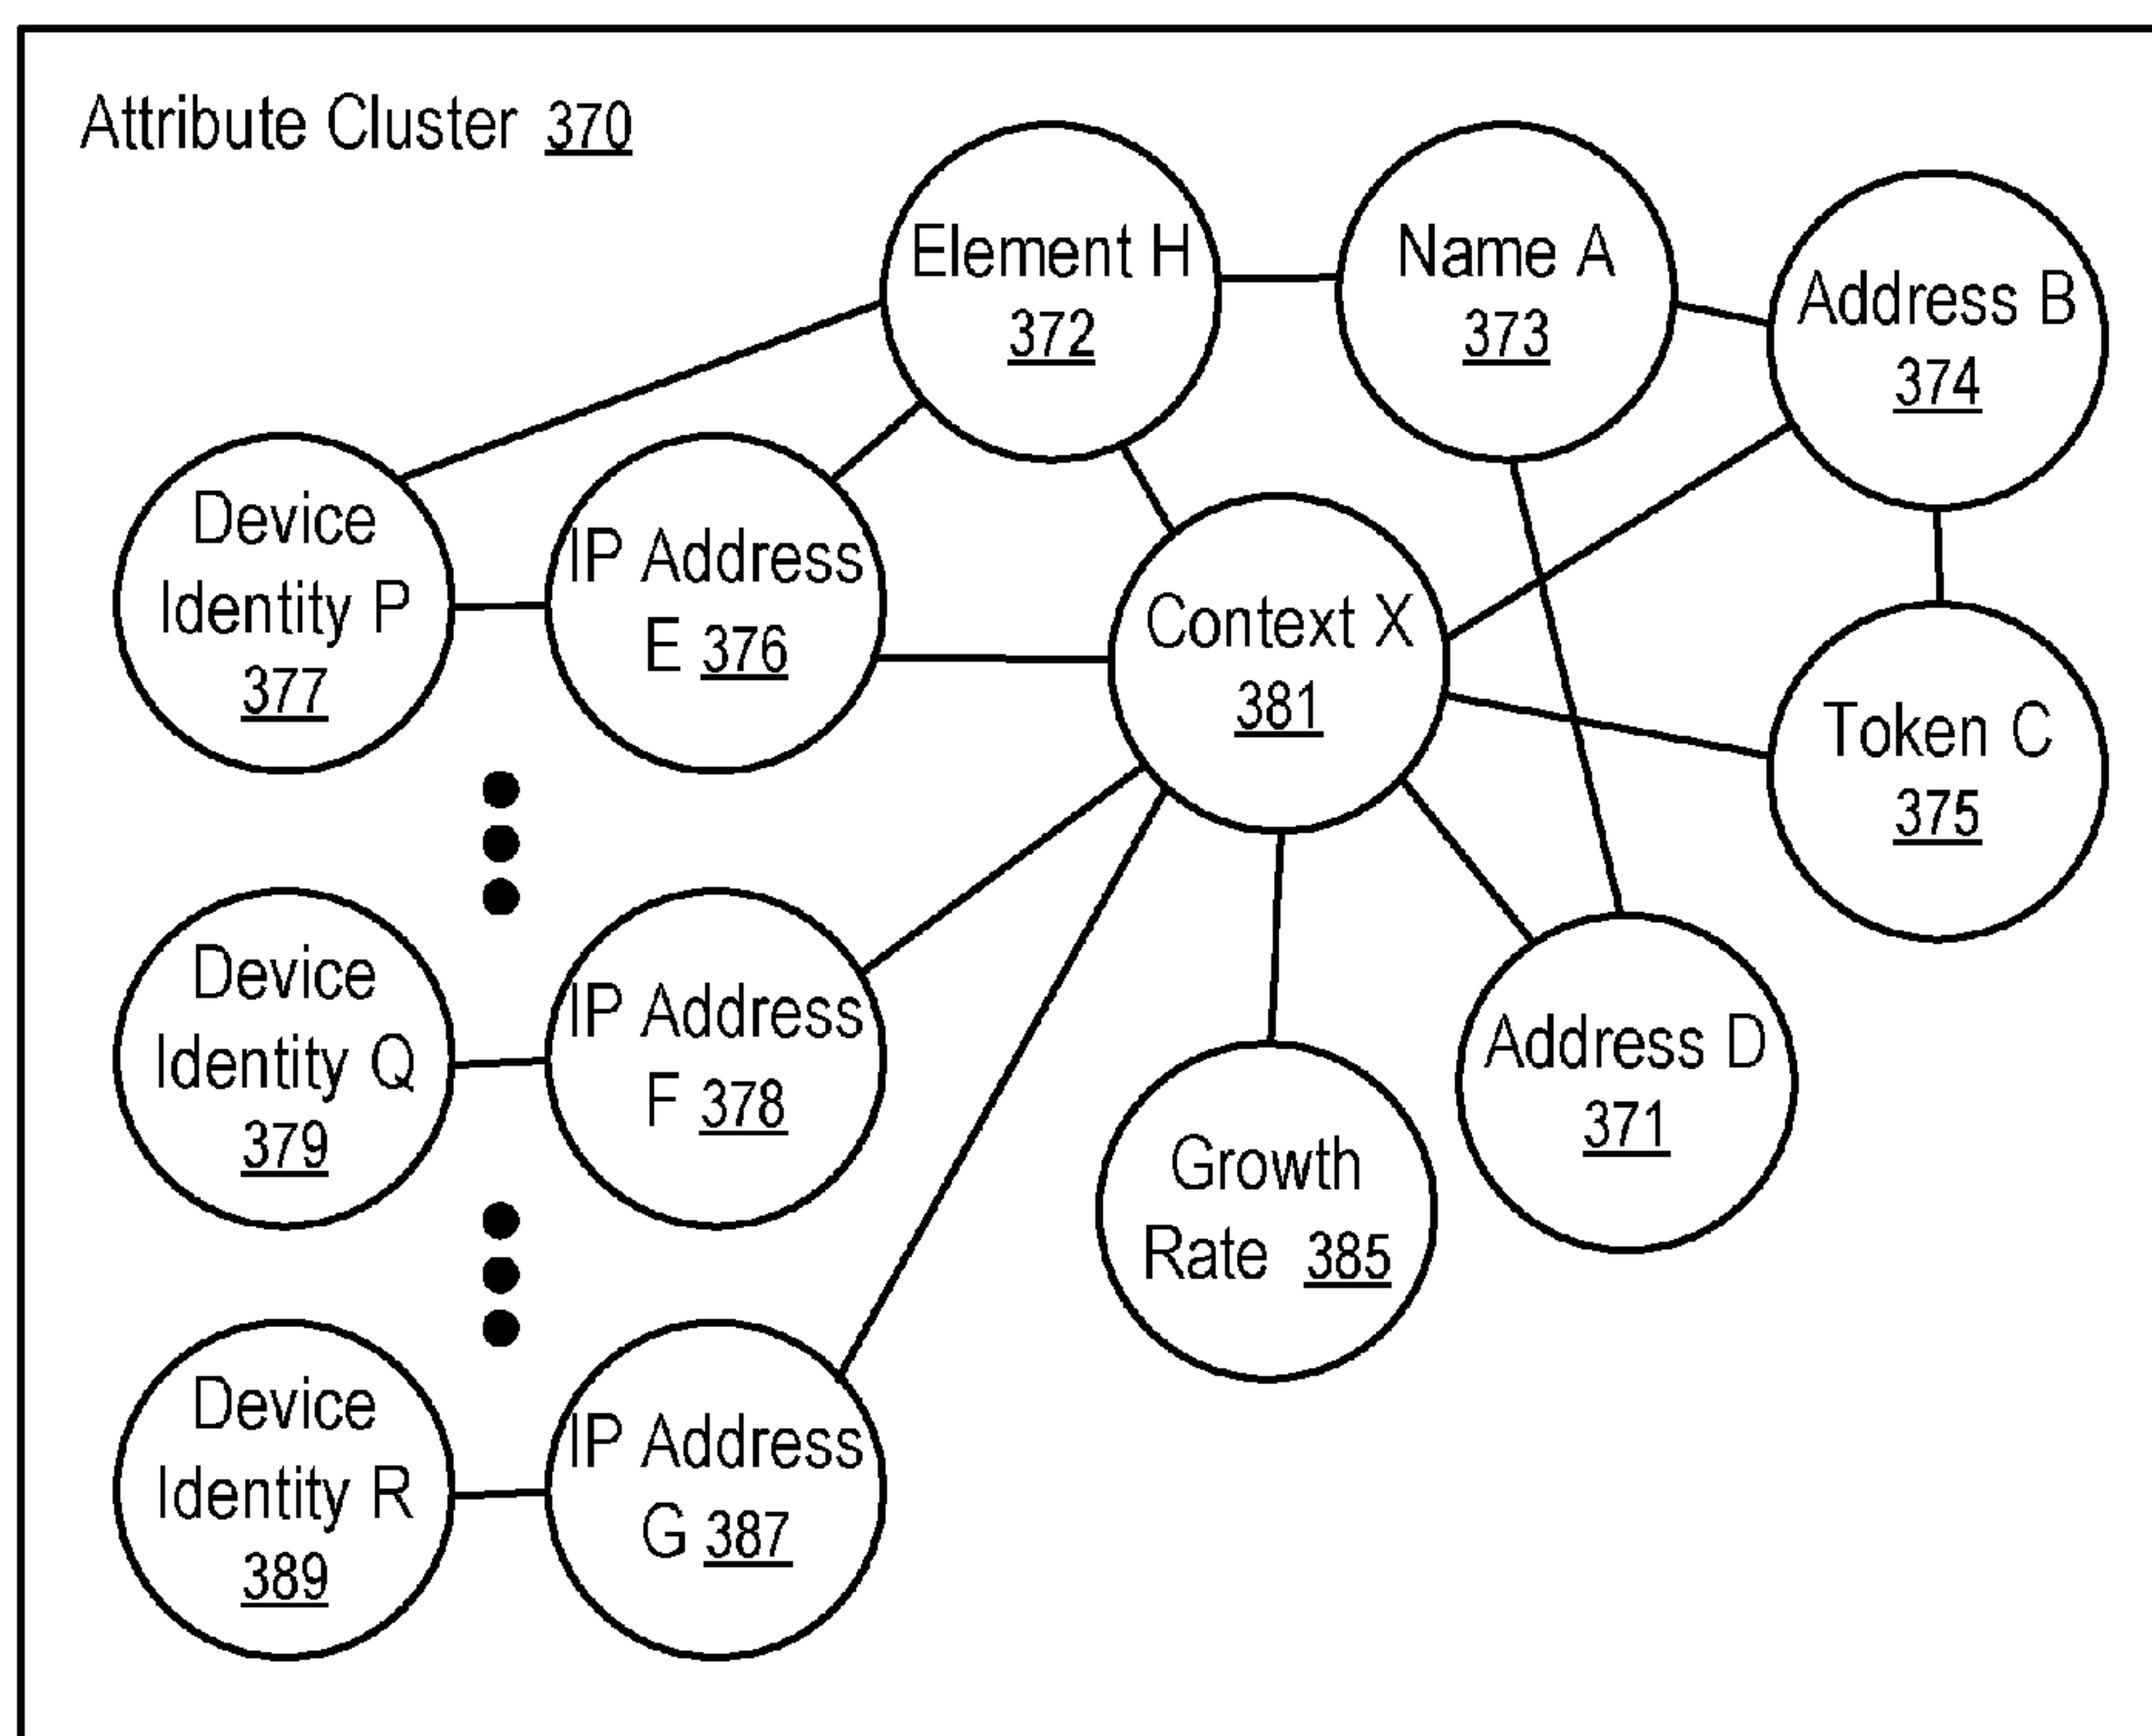 Attribute Cluster 370
Element H
372
Name A
373
Address B
374
Device
Identity P
377
IP Address
E 376
Context X
381
Token C
375
Device
Identity Q
379
IP Address
F 378
Address D
371
Growth
Rate 385
Device
Identity R
389
IP Address
G 387